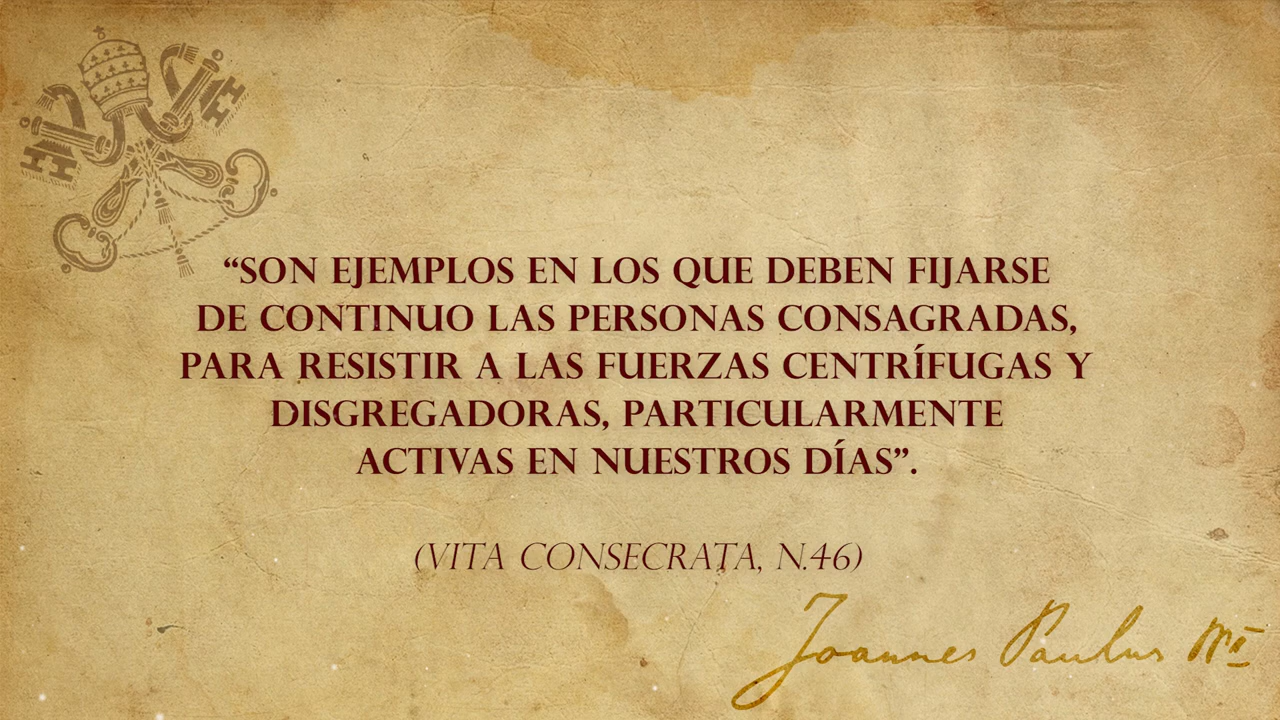 “SON EJEMPLOS EN LOS QUE DEBEN FIJARSE
DE CONTINUO LAS PERSONAS CONSAGRADAS,
PARA RESISTIR A LAS FUERZAS CENTRÍFUGAS Y
DISGREGADORAS, PARTICULARMENTE
ACTIVAS EN NUESTROS DÍAS”.
(VITA CONSECRATA, N.46)
Joannes Paulus II